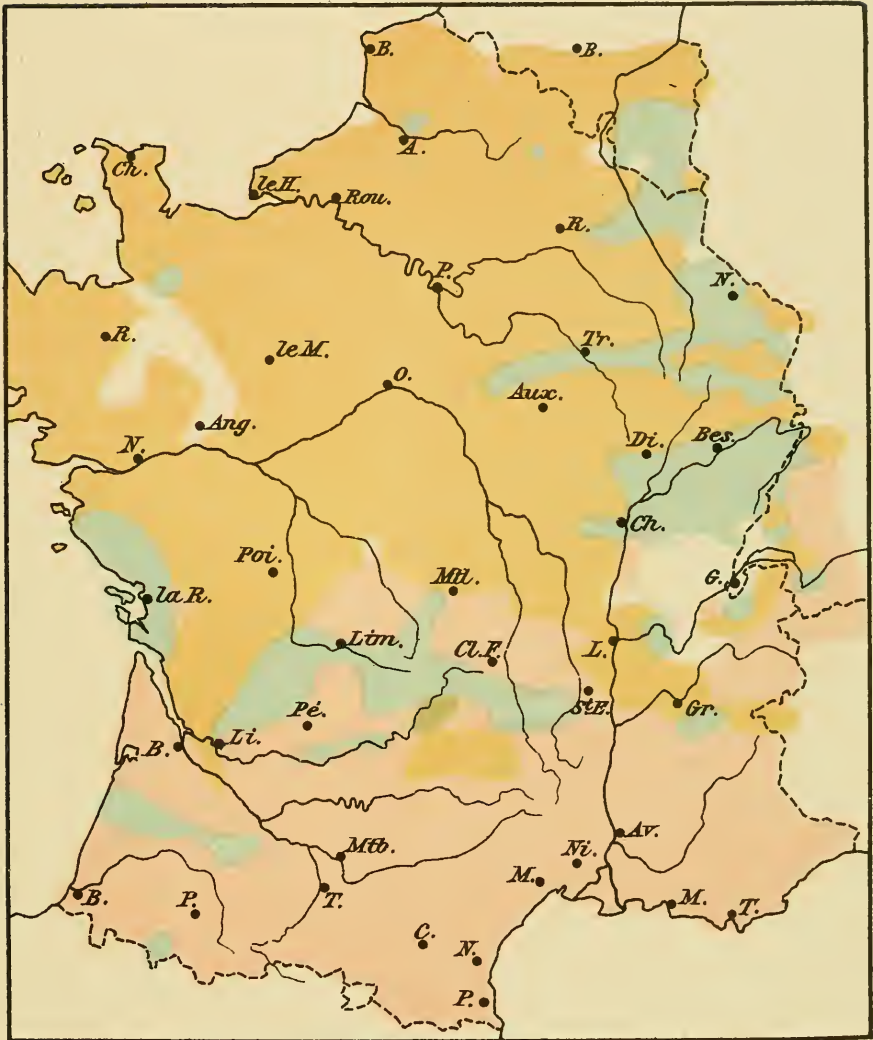 B.
B.
A.
Ch.
le H.
Rou.
R.
P.
N.
R.
le M.
Tr.
O.
Aux.
Ang.
N.
Di.
Bes.
Ch.
Poi.
Mtl.
G.
la R.
Lim.
L.
Cl.F.
St.E.
Gr.
Pé.
B.
Li.
Av.
Mtb.
Ni.
M.
B.
P.
T.
M.
T.
C.
N.
P.